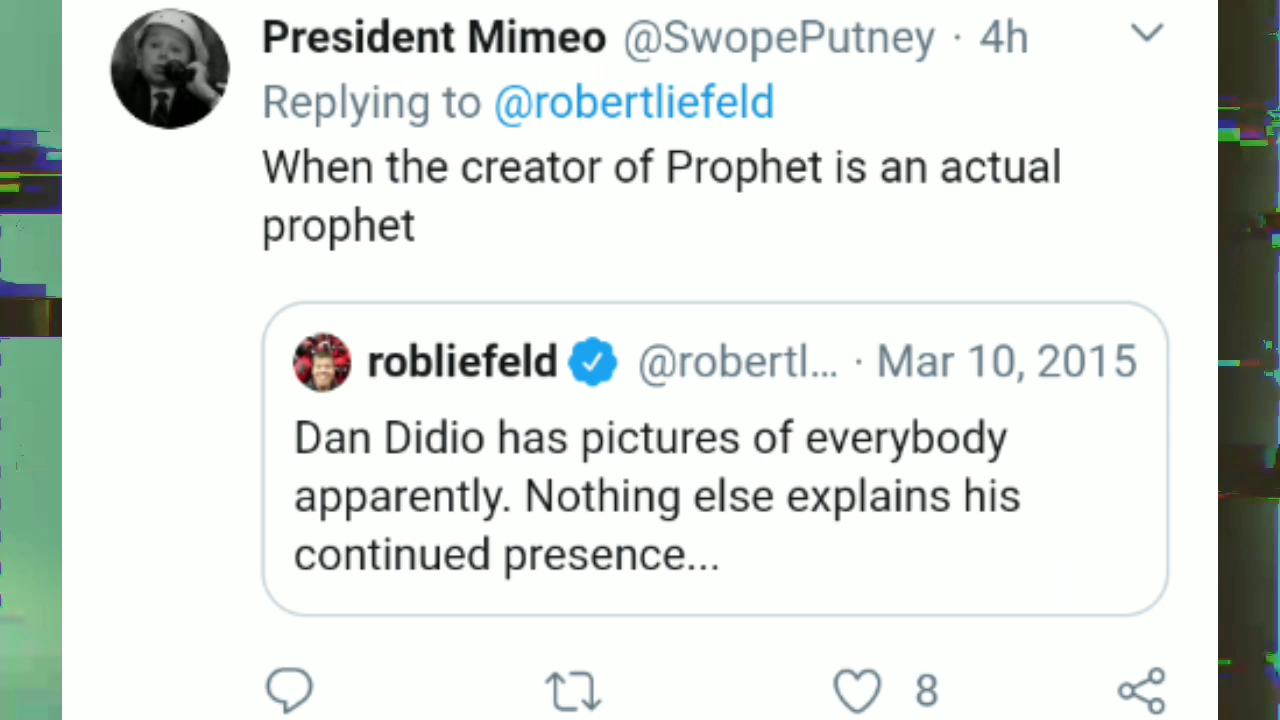 President Mimeo @SwopePutney · 4h
Replying to @robertliefeld
When the creator of Prophet is an actual
prophet
robliefeld @robertl... · Mar 10, 2015
Dan Didio has pictures of everybody
apparently. Nothing else explains his
continued presence...
8